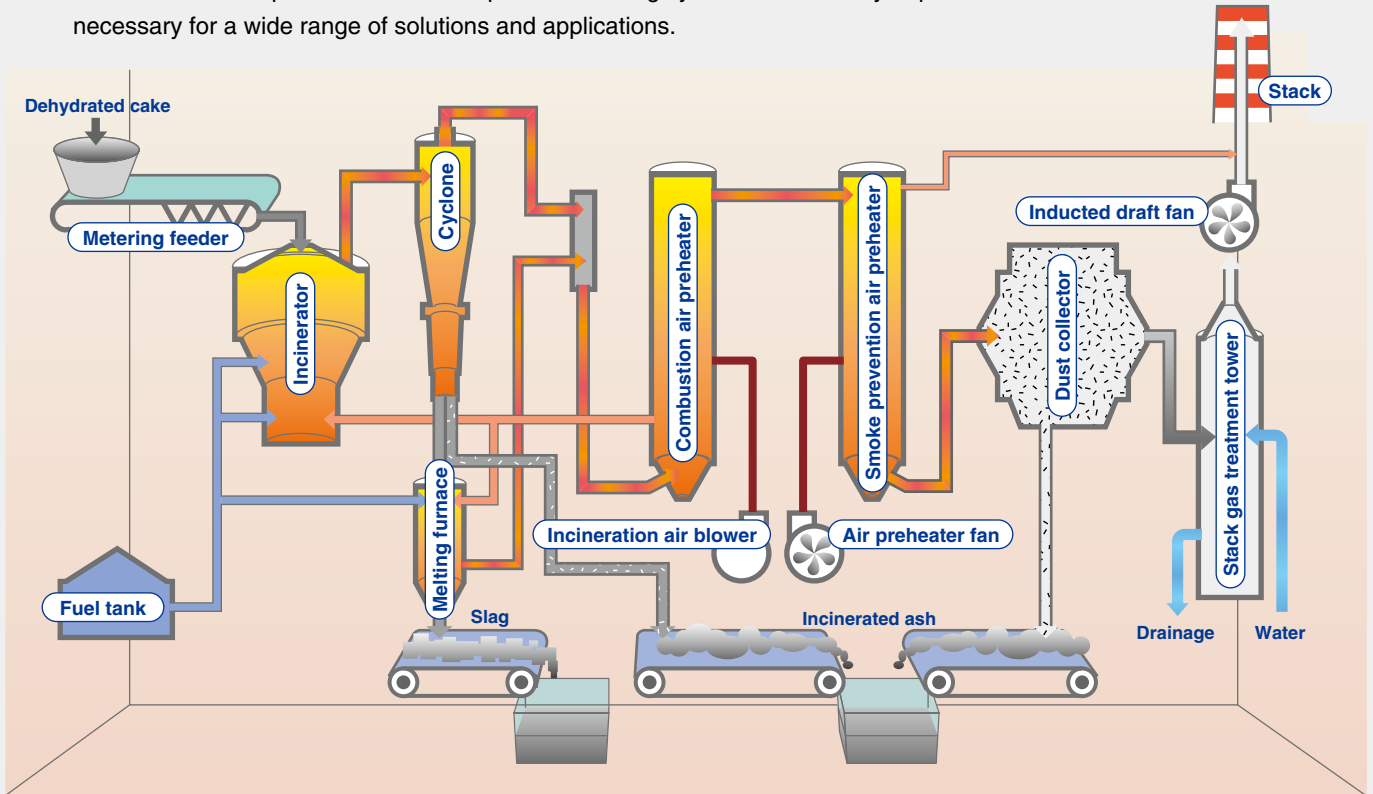 necessary for a wide range of solutions and applications.
Dehydrated cake
Metering feeder
Incinerator
Cyclone
Melting furnace
Fuel tank
Slag
Combustion air preheater
Smoke prevention air preheater
Incineration air blower
Air preheater fan
Incinerated ash
Dust collector
Inducted draft fan
Stack
Stack gas treatment tower
Drainage
Water